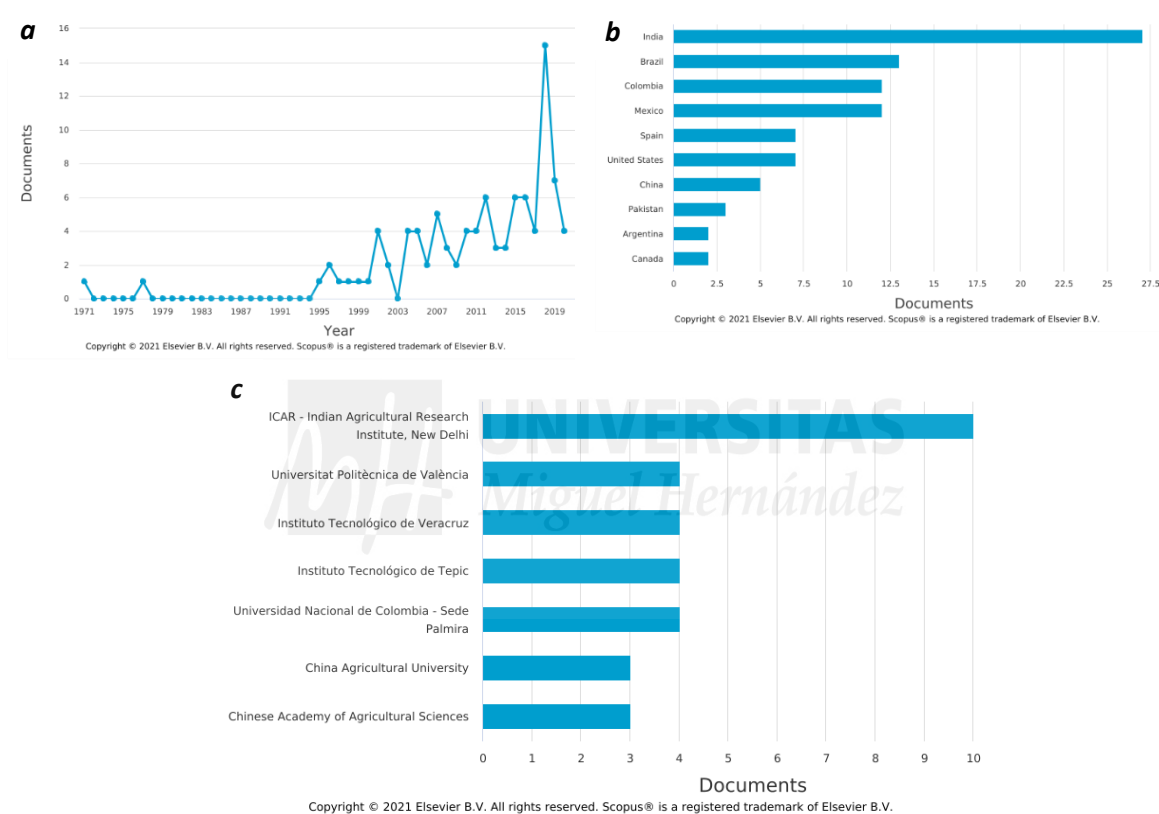 a
16
14
12
10
8
6
4
2
0
Documents
1971 1975 1979 1983 1987 1991 1995 1999 2003 2007 2011 2015 2019
Year
Copyright © 2021 Elsevier B.V. All rights reserved. Scopus® is a registered trademark of Elsevier B.V.
b
India
Brazil
Colombia
Mexico
Spain
United States
China
Pakistan
Argentina
Canada
0 2.5 5 7.5 10 12.5 15 17.5 20 22.5 25 27.5
Documents
Copyright © 2021 Elsevier B.V. All rights reserved. Scopus® is a registered trademark of Elsevier B.V.
c
UNIVERSITAS
Miguel Hernández
ICAR - Indian Agricultural Research
Institute, New Delhi
Universitat Politècnica de València
Instituto Tecnológico de Veracruz
Instituto Tecnológico de Tepic
Universidad Nacional de Colombia - Sede
Palmira
China Agricultural University
Chinese Academy of Agricultural Sciences
0 1 2 3 4 5 6 7 8 9 10
Documents
Copyright © 2021 Elsevier B.V. All rights reserved. Scopus® is a registered trademark of Elsevier B.V.